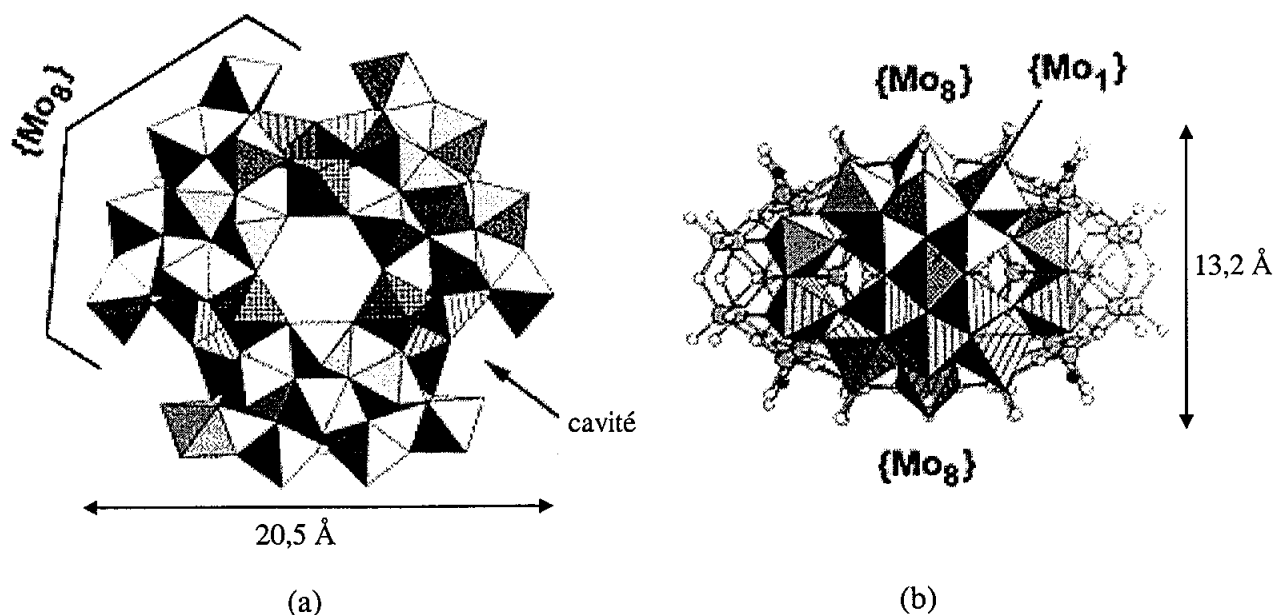 {Mo₈}
cavité
20,5 Å
(a)
{Mo₈} {Mo₁}
13,2 Å
{Mo₈}
(b)